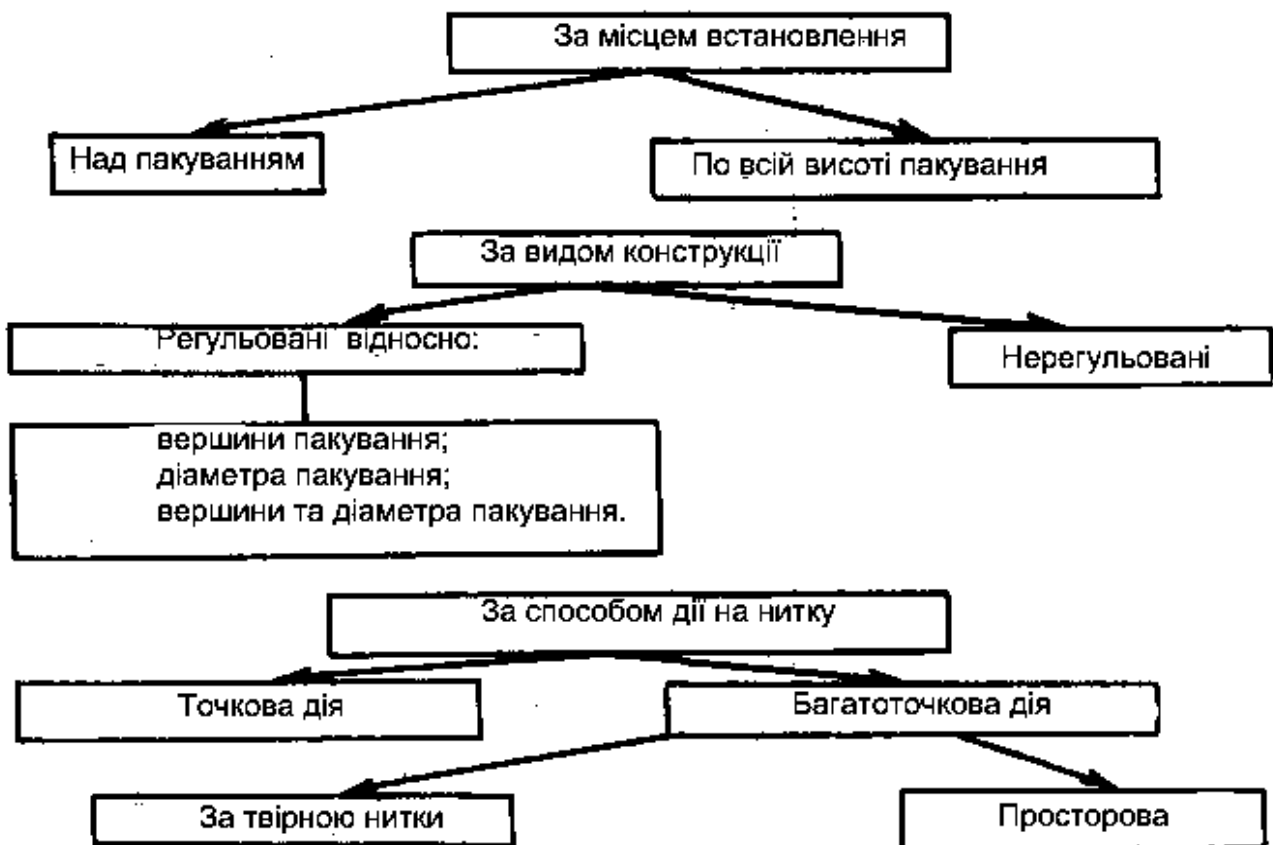 За місцем встановлення
Над пакуванням
По всій висоті пакування
За видом конструкції
Регульовані відносно:
Нерегульовані
вершини пакування;
діаметра пакування;
вершини та діаметра пакування.
За способом дії на нитку
Точкова дія
Багатоточкова дія
За твірною нитки
Просторова